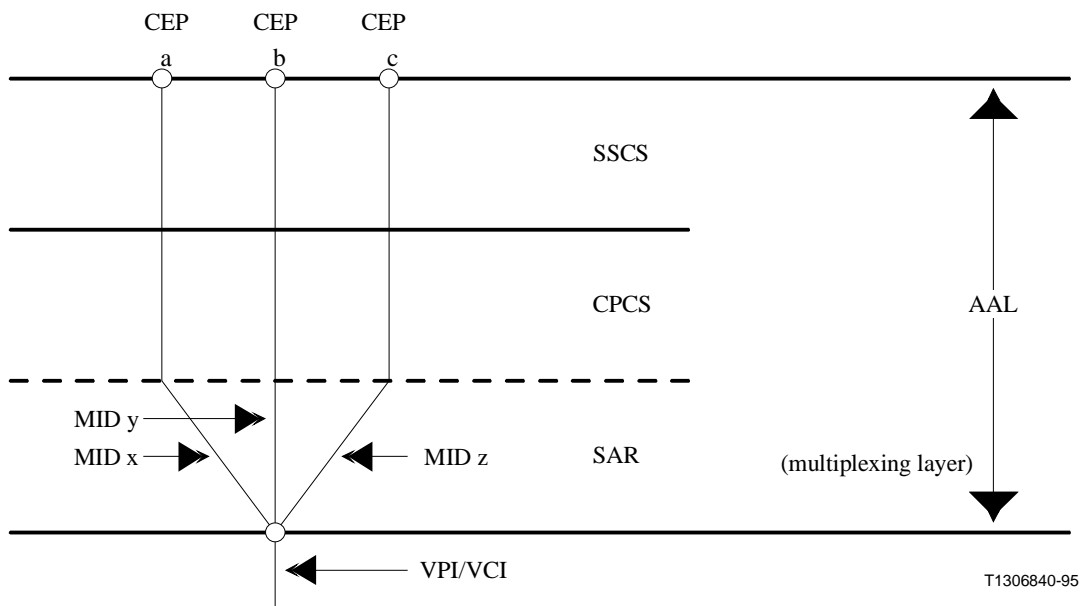 CEP CEP CEP
a b c
SSCS
CPCS
AAL
MID y
MID x
MID z
SAR
(multiplexing layer)
VPI/VCI
T1306840-95